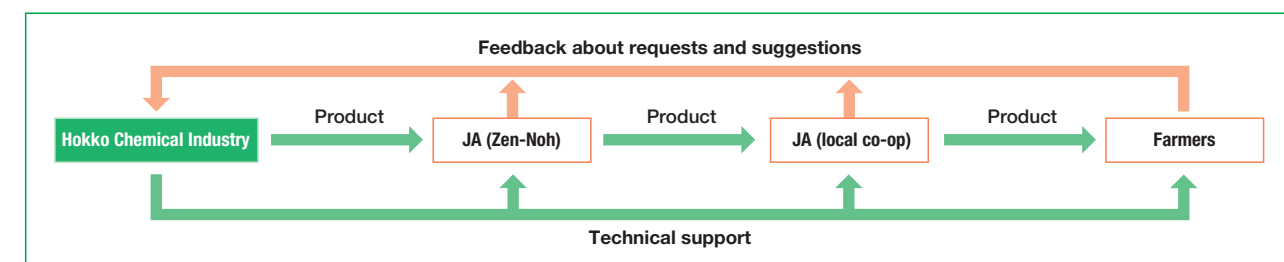 Feedback about requests and suggestions
Product
Product
Product
Hokko Chemical Industry
JA (Zen-Noh)
JA (local co-op)
Farmers
Technical support